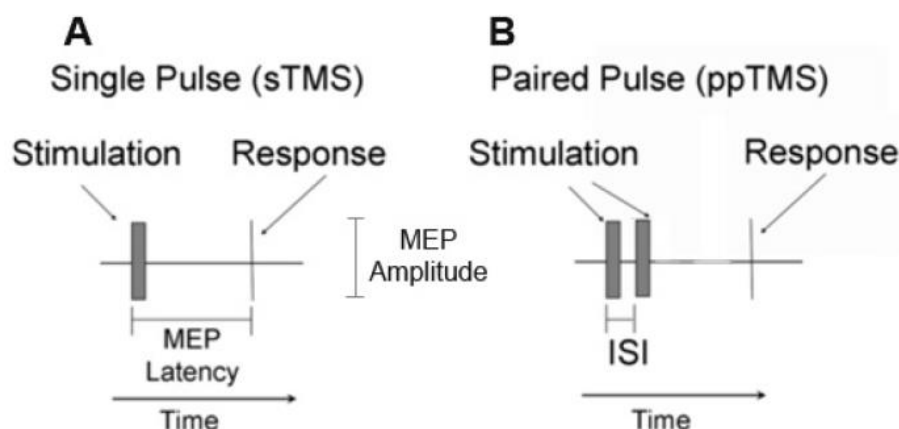 A
Single Pulse (sTMS)
Stimulation
Response
MEP
Amplitude
MEP
Latency
Time
B
Paired Pulse (ppTMS)
Stimulation
Response
ISI
Time